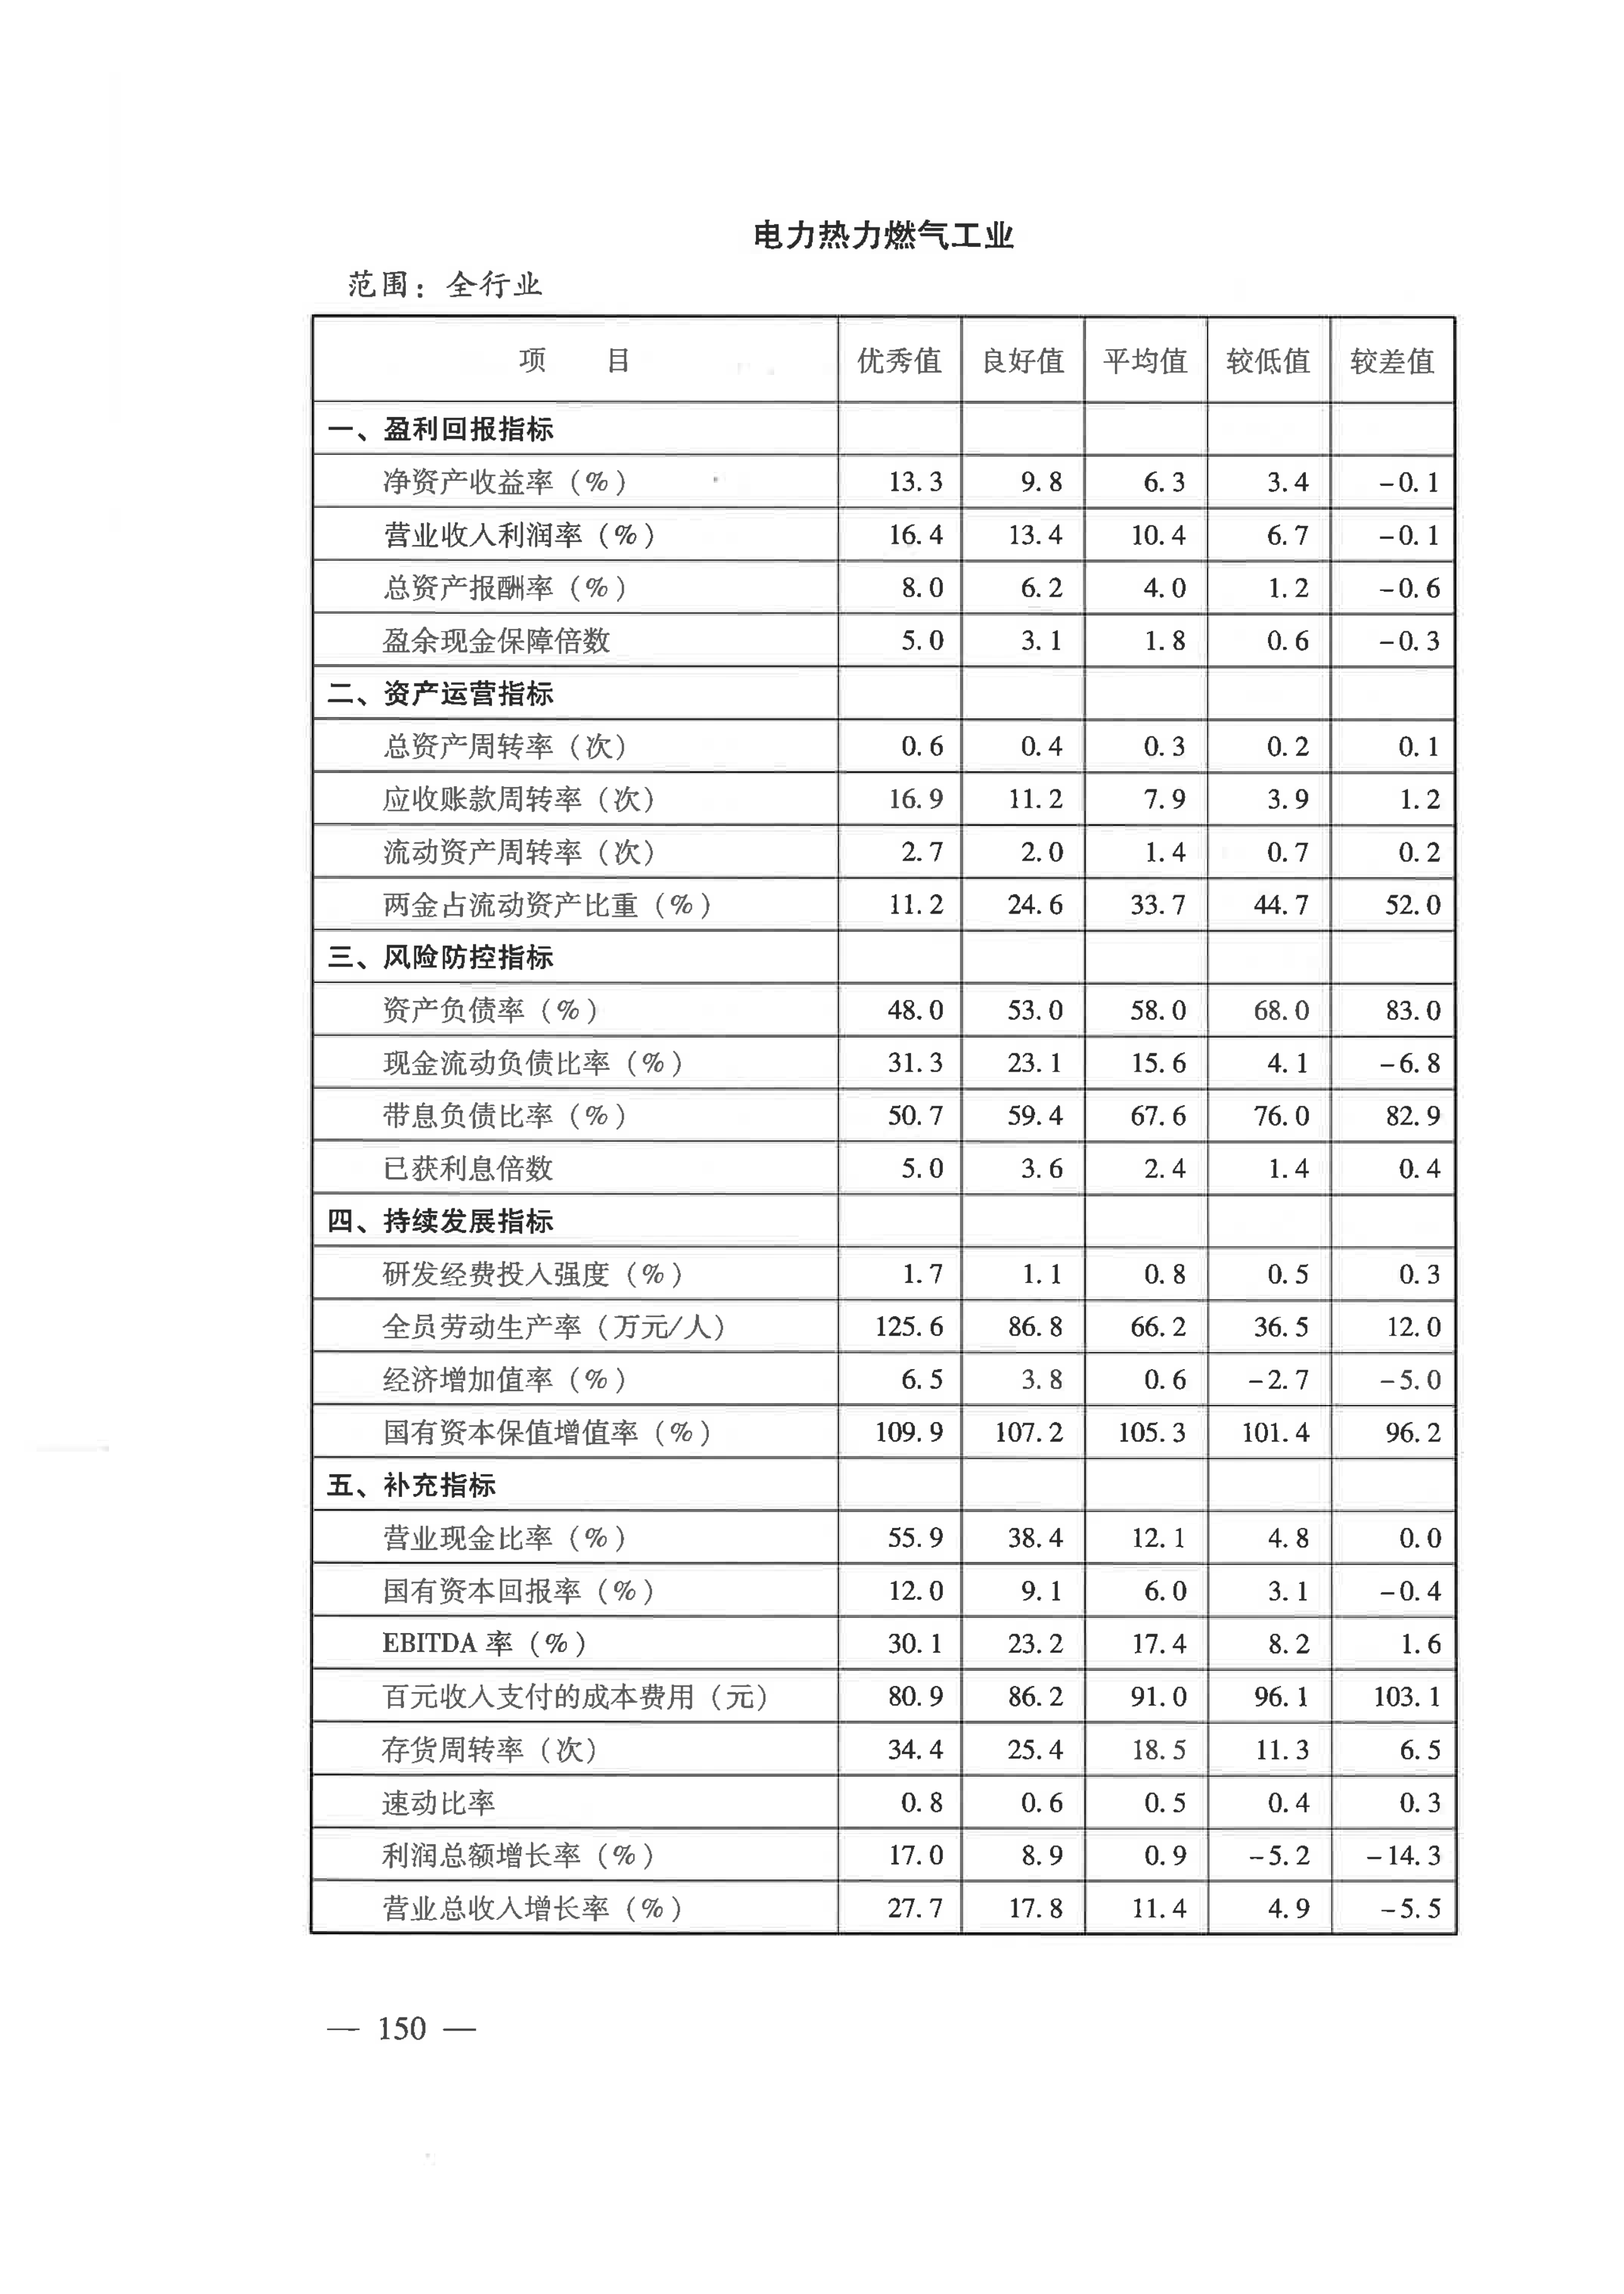 电力热力燃气工业
范围：全行业
项 目 优秀值 良好值 平均值 较低值 较差值
一、盈利回报指标
净资产收益率（%） 13.3 9.8 6.3 3.4 -0.1
营业收入利润率（%） 16.4 13.4 10.4 6.7 -0.1
总资产报酬率（%） 8.0 6.2 4.0 1.2 -0.6
盈余现金保障倍数 5.0 3.1 1.8 0.6 -0.3
二、资产运营指标
总资产周转率（次） 0.6 0.4 0.3 0.2 0.1
应收账款周转率（次） 16.9 11.2 7.9 3.9 1.2
流动资产周转率（次） 2.7 2.0 1.4 0.7 0.2
两金占流动资产比重（%） 11.2 24.6 33.7 44.7 52.0
三、风险防控指标
资产负债率（%） 48.0 53.0 58.0 68.0 83.0
现金流动负债比率（%） 31.3 23.1 15.6 4.1 -6.8
带息负债比率（%） 50.7 59.4 67.6 76.0 82.9
已获利息倍数 5.0 3.6 2.4 1.4 0.4
四、持续发展指标
研发经费投入强度（%） 1.7 1.1 0.8 0.5 0.3
全员劳动生产率（万元/人） 125.6 86.8 66.2 36.5 12.0
经济增加值率（%） 6.5 3.8 0.6 -2.7 -5.0
国有资本保值增值率（%） 109.9 107.2 105.3 101.4 96.2
五、补充指标
营业现金比率（%） 55.9 38.4 12.1 4.8 0.0
国有资本回报率（%） 12.0 9.1 6.0 3.1 -0.4
EBITDA 率（%） 30.1 23.2 17.4 8.2 1.6
百元收入支付的成本费用（元） 80.9 86.2 91.0 96.1 103.1
存货周转率（次） 34.4 25.4 18.5 11.3 6.5
速动比率 0.8 0.6 0.5 0.4 0.3
利润总额增长率（%） 17.0 8.9 0.9 -5.2 -14.3
营业总收入增长率（%） 27.7 17.8 11.4 4.9 -5.5
— 150 —